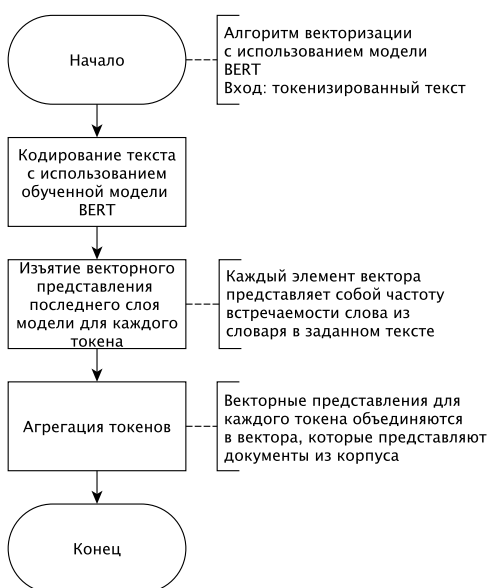 Начало
Алгоритм векторизации
с использованием модели
BERT
Вход: токенизированный текст
Кодирование текста
с использованием
обученной модели
BERT
Изъятие векторного
представления
последнего слоя
модели для каждого
токена
Каждый элемент вектора
представляет собой частоту
встречаемости слова из
словаря в заданном тексте
Агрегация токенов
Векторные представления для
каждого токена объединяются
в вектора, которые представляют
документы из корпуса
Конец